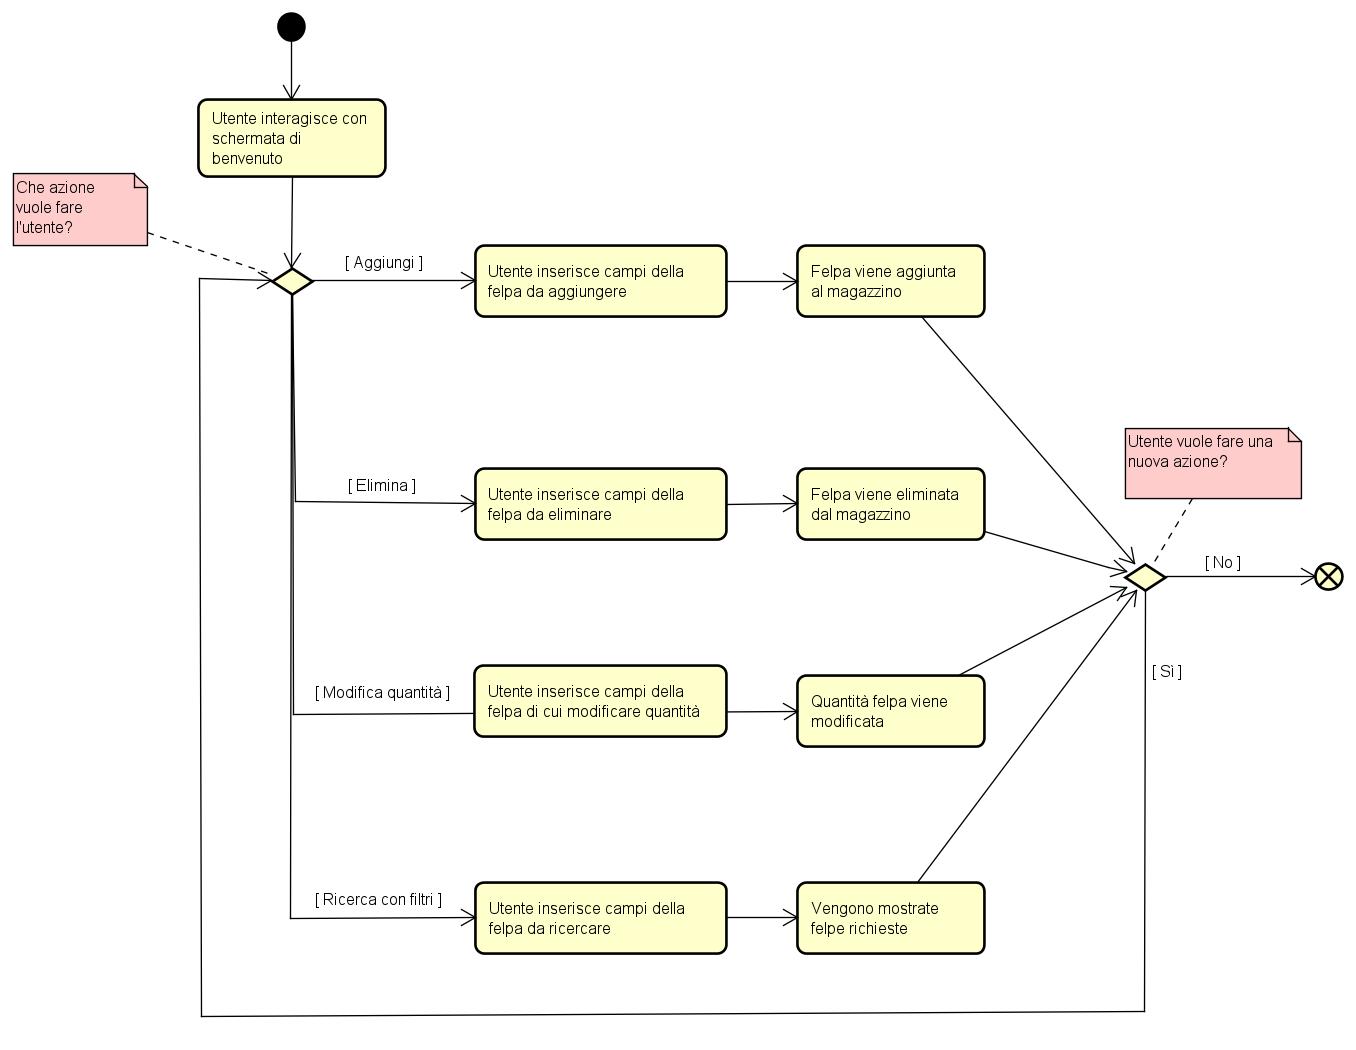 Utente interagisce con
schermata di
benvenuto
Che azione
vuole fare
l'utente?
[ Aggiungi ]
Utente inserisce campi della
felpa da aggiungere
Felpa viene aggiunta
al magazzino
Utente vuole fare una
nuova azione?
[ Elimina ]
Utente inserisce campi della
felpa da eliminare
Felpa viene eliminata
dal magazzino
[ No ]
[ Sì ]
[ Modifica quantità ]
Utente inserisce campi della
felpa di cui modificare quantità
Quantità felpa viene
modificata
[ Ricerca con filtri ]
Utente inserisce campi della
felpa da ricercare
Vengono mostrate
felpe richieste